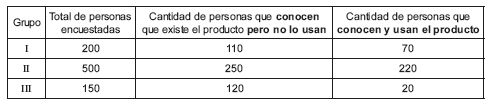 Grupo
Total de personas
encuestadas
Cantidad de personas que conocen
que existe el producto pero no lo usan
Cantidad de personas que
conocen y usan el producto
I 200 110 70
II 500 250 220
III 150 120 20